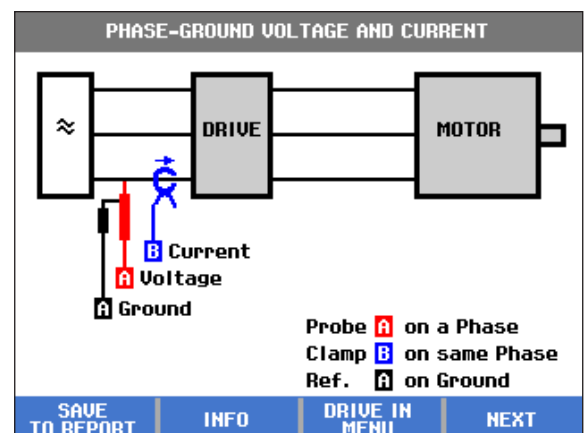 PHASE-GROUND VOLTAGE AND CURRENT
≈
DRIVE
MOTOR
B Current
A Voltage
A Ground
Probe A on a Phase
Clamp B on same Phase
Ref. A on Ground
SAVE
TO REPORT
INFO
DRIVE IN
MENU
NEXT